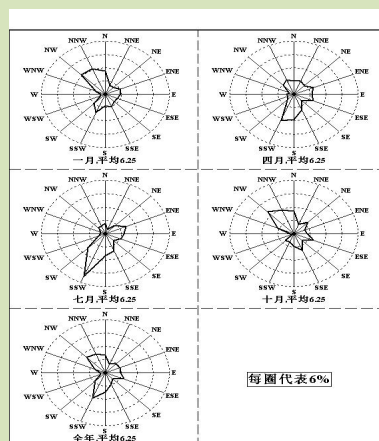 N
NNW NNE
NW NE
WNW ENE
W E
WSW ESE
SW SE
SSW SSE
S
一月,平均6.25
N
NNW NNE
NW NE
WNW ENE
W E
WSW ESE
SW SE
SSW SSE
S
四月,平均6.25
N
NNW NNE
NW NE
WNW ENE
W E
WSW ESE
SW SE
SSW SSE
S
七月,平均6.25
N
NNW NNE
NW NE
WNW ENE
W E
WSW ESE
SW SE
SSW SSE
S
十月,平均6.25
N
NNW NNE
NW NE
WNW ENE
W E
WSW ESE
SW SE
SSW SSE
S
全年,平均6.25
每圈代表6%